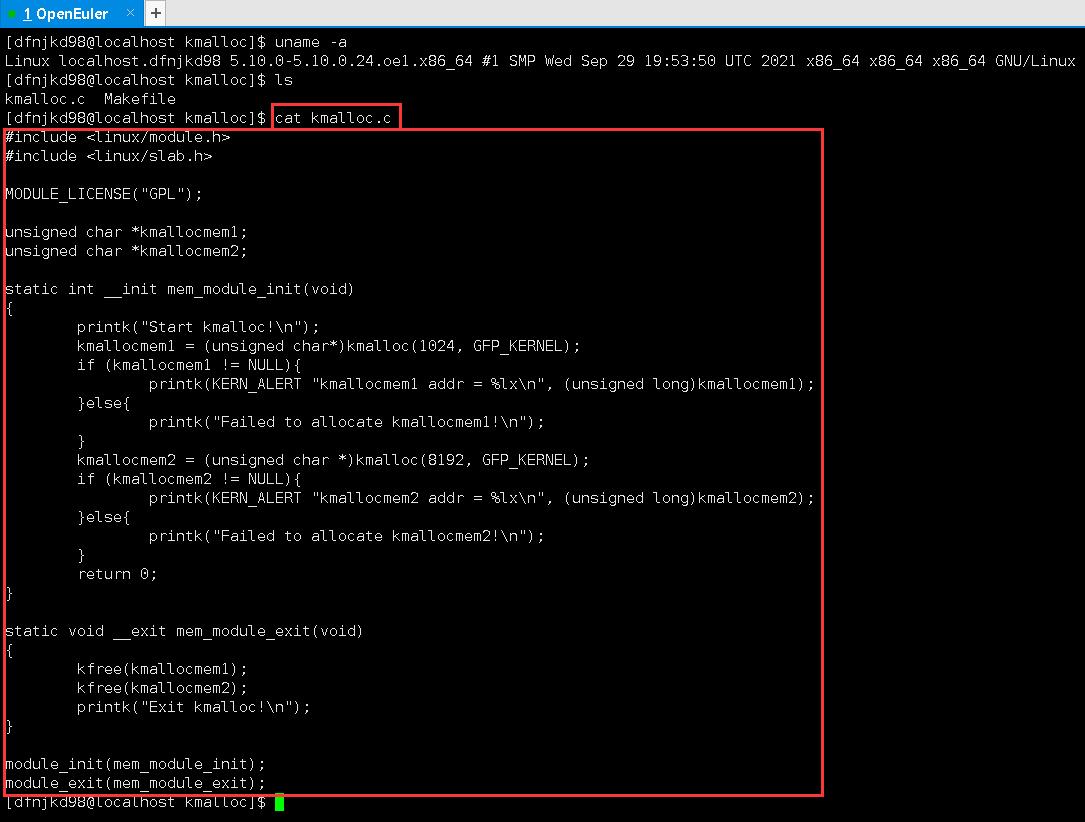 1 OpenEuler × +
[dfnjkd98@localhost kmalloc]$ uname -a
Linux localhost.dfnjkd98 5.10.0-5.10.0.24.oe1.x86_64 #1 SMP Wed Sep 29 19:53:50 UTC 2021 x86_64 x86_64 x86_64 GNU/Linux
[dfnjkd98@localhost kmalloc]$ ls
kmalloc.c  Makefile
[dfnjkd98@localhost kmalloc]$ cat kmalloc.c
#include <linux/module.h>
#include <linux/slab.h>

MODULE_LICENSE("GPL");

unsigned char *kmallocmem1;
unsigned char *kmallocmem2;

static int __init mem_module_init(void)
{
        printk("Start kmalloc!\n");
        kmallocmem1 = (unsigned char*)kmalloc(1024, GFP_KERNEL);
        if (kmallocmem1 != NULL){
                printk(KERN_ALERT "kmallocmem1 addr = %lx\n", (unsigned long)kmallocmem1);
        }else{
                printk("Failed to allocate kmallocmem1!\n");
        }
        kmallocmem2 = (unsigned char *)kmalloc(8192, GFP_KERNEL);
        if (kmallocmem2 != NULL){
                printk(KERN_ALERT "kmallocmem2 addr = %lx\n", (unsigned long)kmallocmem2);
        }else{
                printk("Failed to allocate kmallocmem2!\n");
        }
        return 0;
}

static void __exit mem_module_exit(void)
{
        kfree(kmallocmem1);
        kfree(kmallocmem2);
        printk("Exit kmalloc!\n");
}

module_init(mem_module_init);
module_exit(mem_module_exit);
[dfnjkd98@localhost kmalloc]$